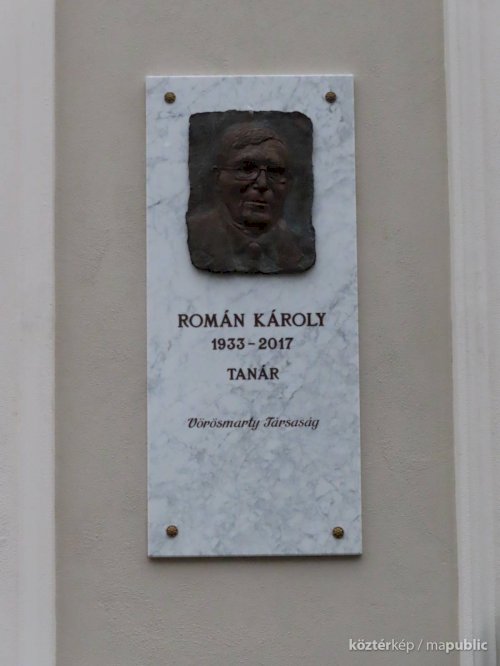 ROMÁN KÁROLY
1933-2017
TANÁR
Vörösmarty Társaság
köztérkép / mapublic